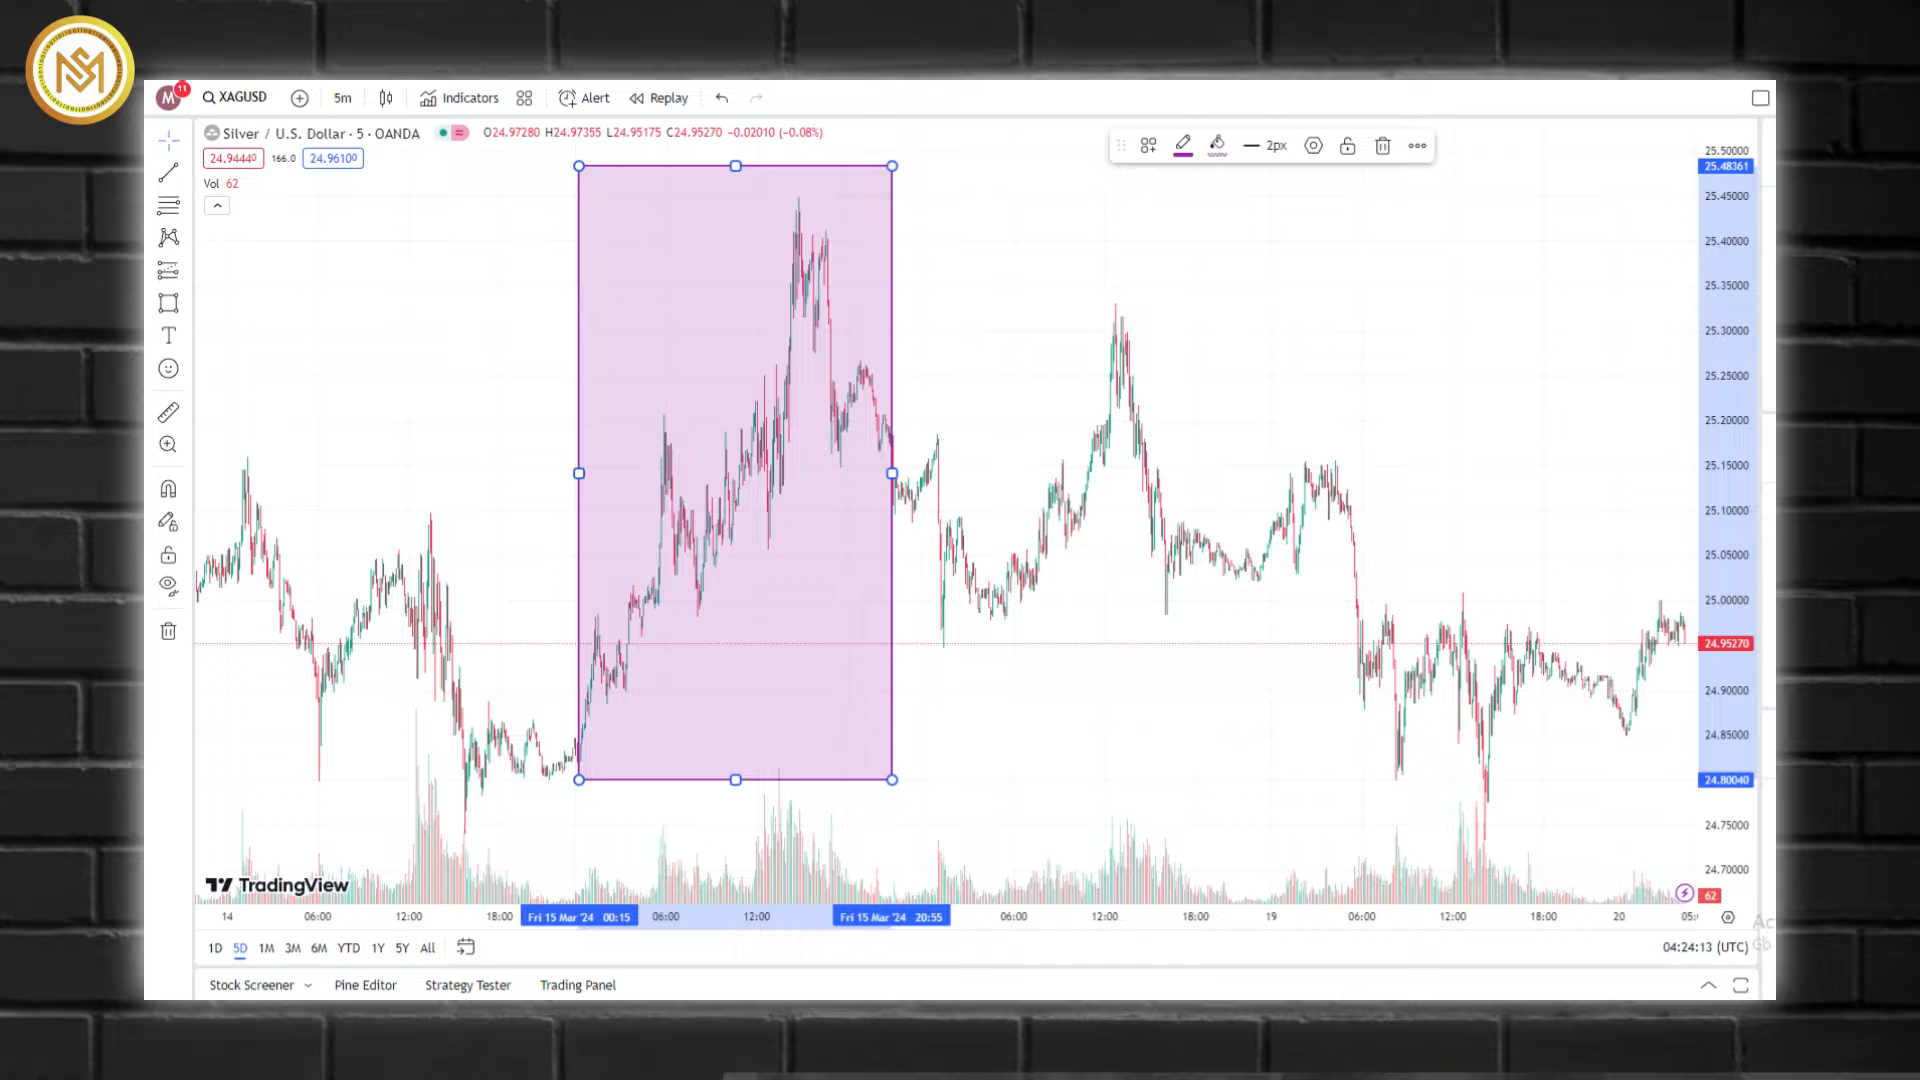 M 11 XAGUSD 5m Indicators Alert Replay
Silver / U.S. Dollar · 5 · OANDA O24.97280 H24.97355 L24.95175 C24.95270 −0.02010 (−0.08%)
2px
24.94440 166.0 24.96100
Vol 62
25.50000
25.48361
25.45000
25.40000
25.35000
25.30000
25.25000
25.20000
25.15000
25.10000
25.05000
25.00000
24.95270
24.90000
24.85000
24.80040
24.75000
24.70000
TradingView
62
14 06:00 12:00 18:00 Fri 15 Mar '24 00:15 06:00 12:00 Fri 15 Mar '24 20:55 06:00 12:00 18:00 19 06:00 12:00 18:00 20
1D 5D 1M 3M 6M YTD 1Y 5Y All 04:24:13 (UTC)
Stock Screener Pine Editor Strategy Tester Trading Panel